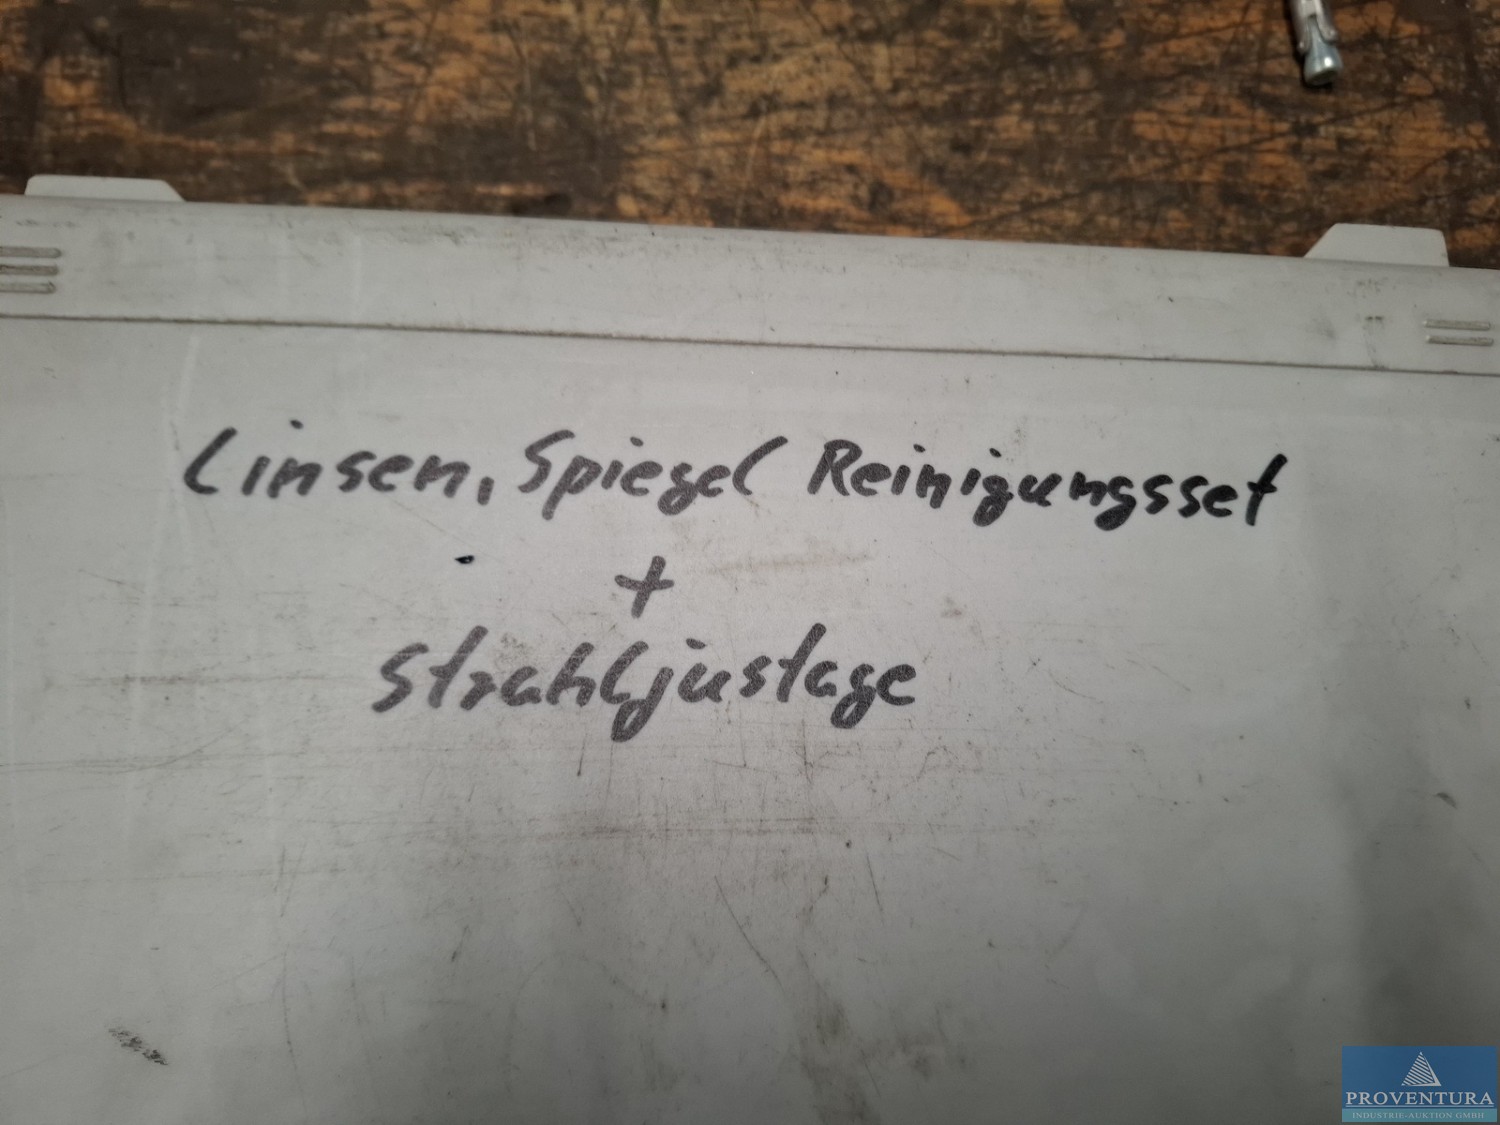 Linsen, Spiegel Reinigungsset
+
Strahljustage
PROVENTURA
INDUSTRIE-AUKTION GMBH